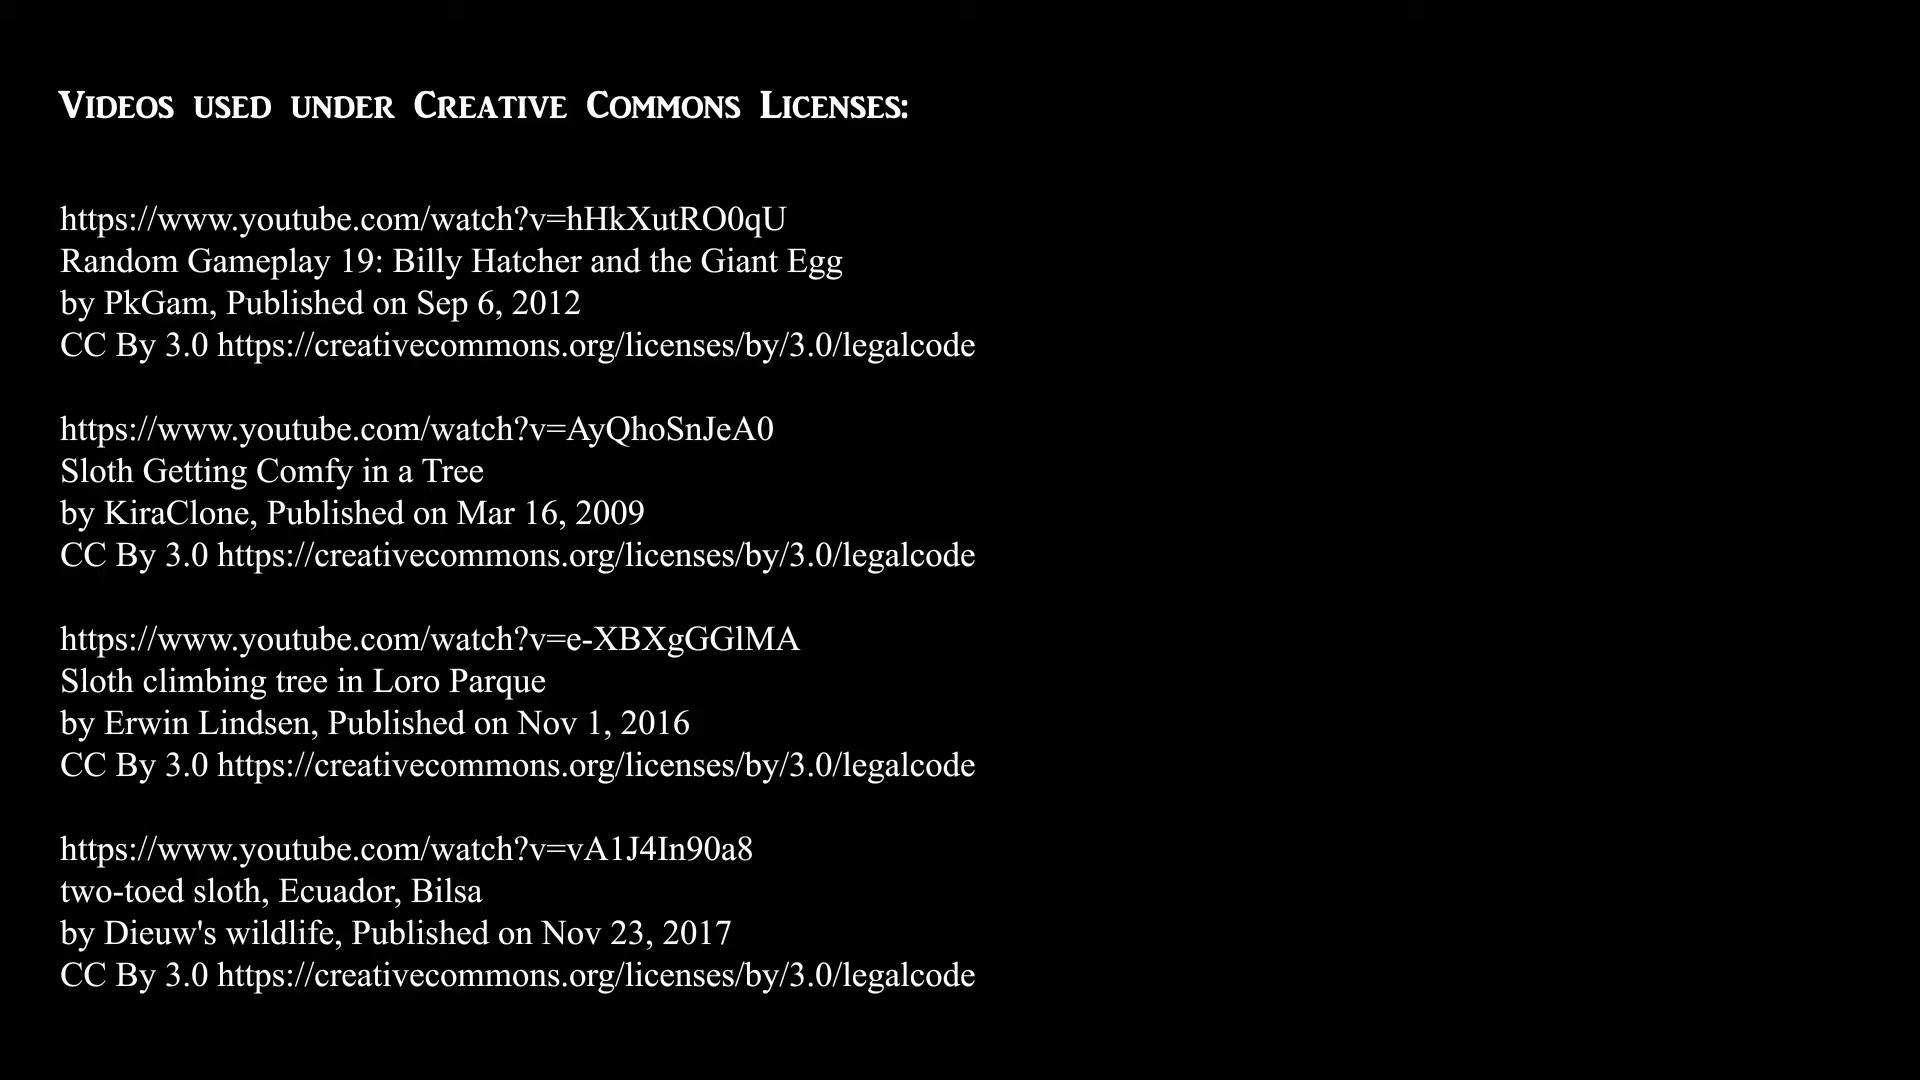 Videos used under Creative Commons Licenses:
https://www.youtube.com/watch?v=hHkXutRO0qU
Random Gameplay 19: Billy Hatcher and the Giant Egg
by PkGam, Published on Sep 6, 2012
CC By 3.0 https://creativecommons.org/licenses/by/3.0/legalcode
https://www.youtube.com/watch?v=AyQhoSnJeA0
Sloth Getting Comfy in a Tree
by KiraClone, Published on Mar 16, 2009
CC By 3.0 https://creativecommons.org/licenses/by/3.0/legalcode
https://www.youtube.com/watch?v=e-XBXgGGlMA
Sloth climbing tree in Loro Parque
by Erwin Lindsen, Published on Nov 1, 2016
CC By 3.0 https://creativecommons.org/licenses/by/3.0/legalcode
https://www.youtube.com/watch?v=vA1J4In90a8
two-toed sloth, Ecuador, Bilsa
by Dieuw's wildlife, Published on Nov 23, 2017
CC By 3.0 https://creativecommons.org/licenses/by/3.0/legalcode